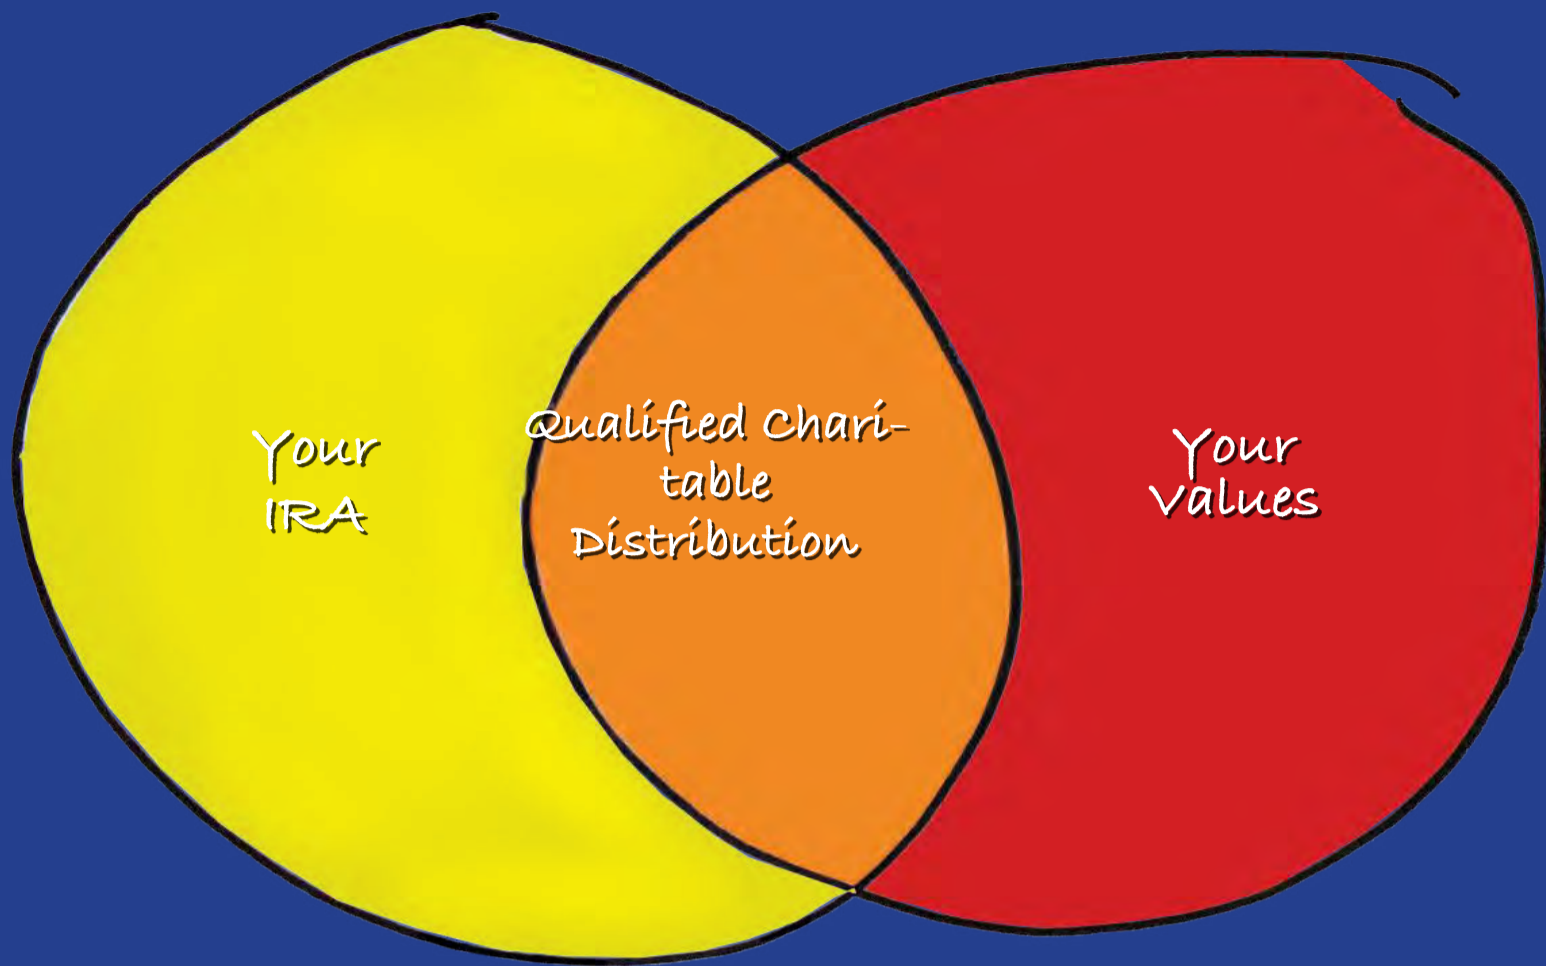 Your
IRA
Qualified Chari-
table
Distribution
Your
Values